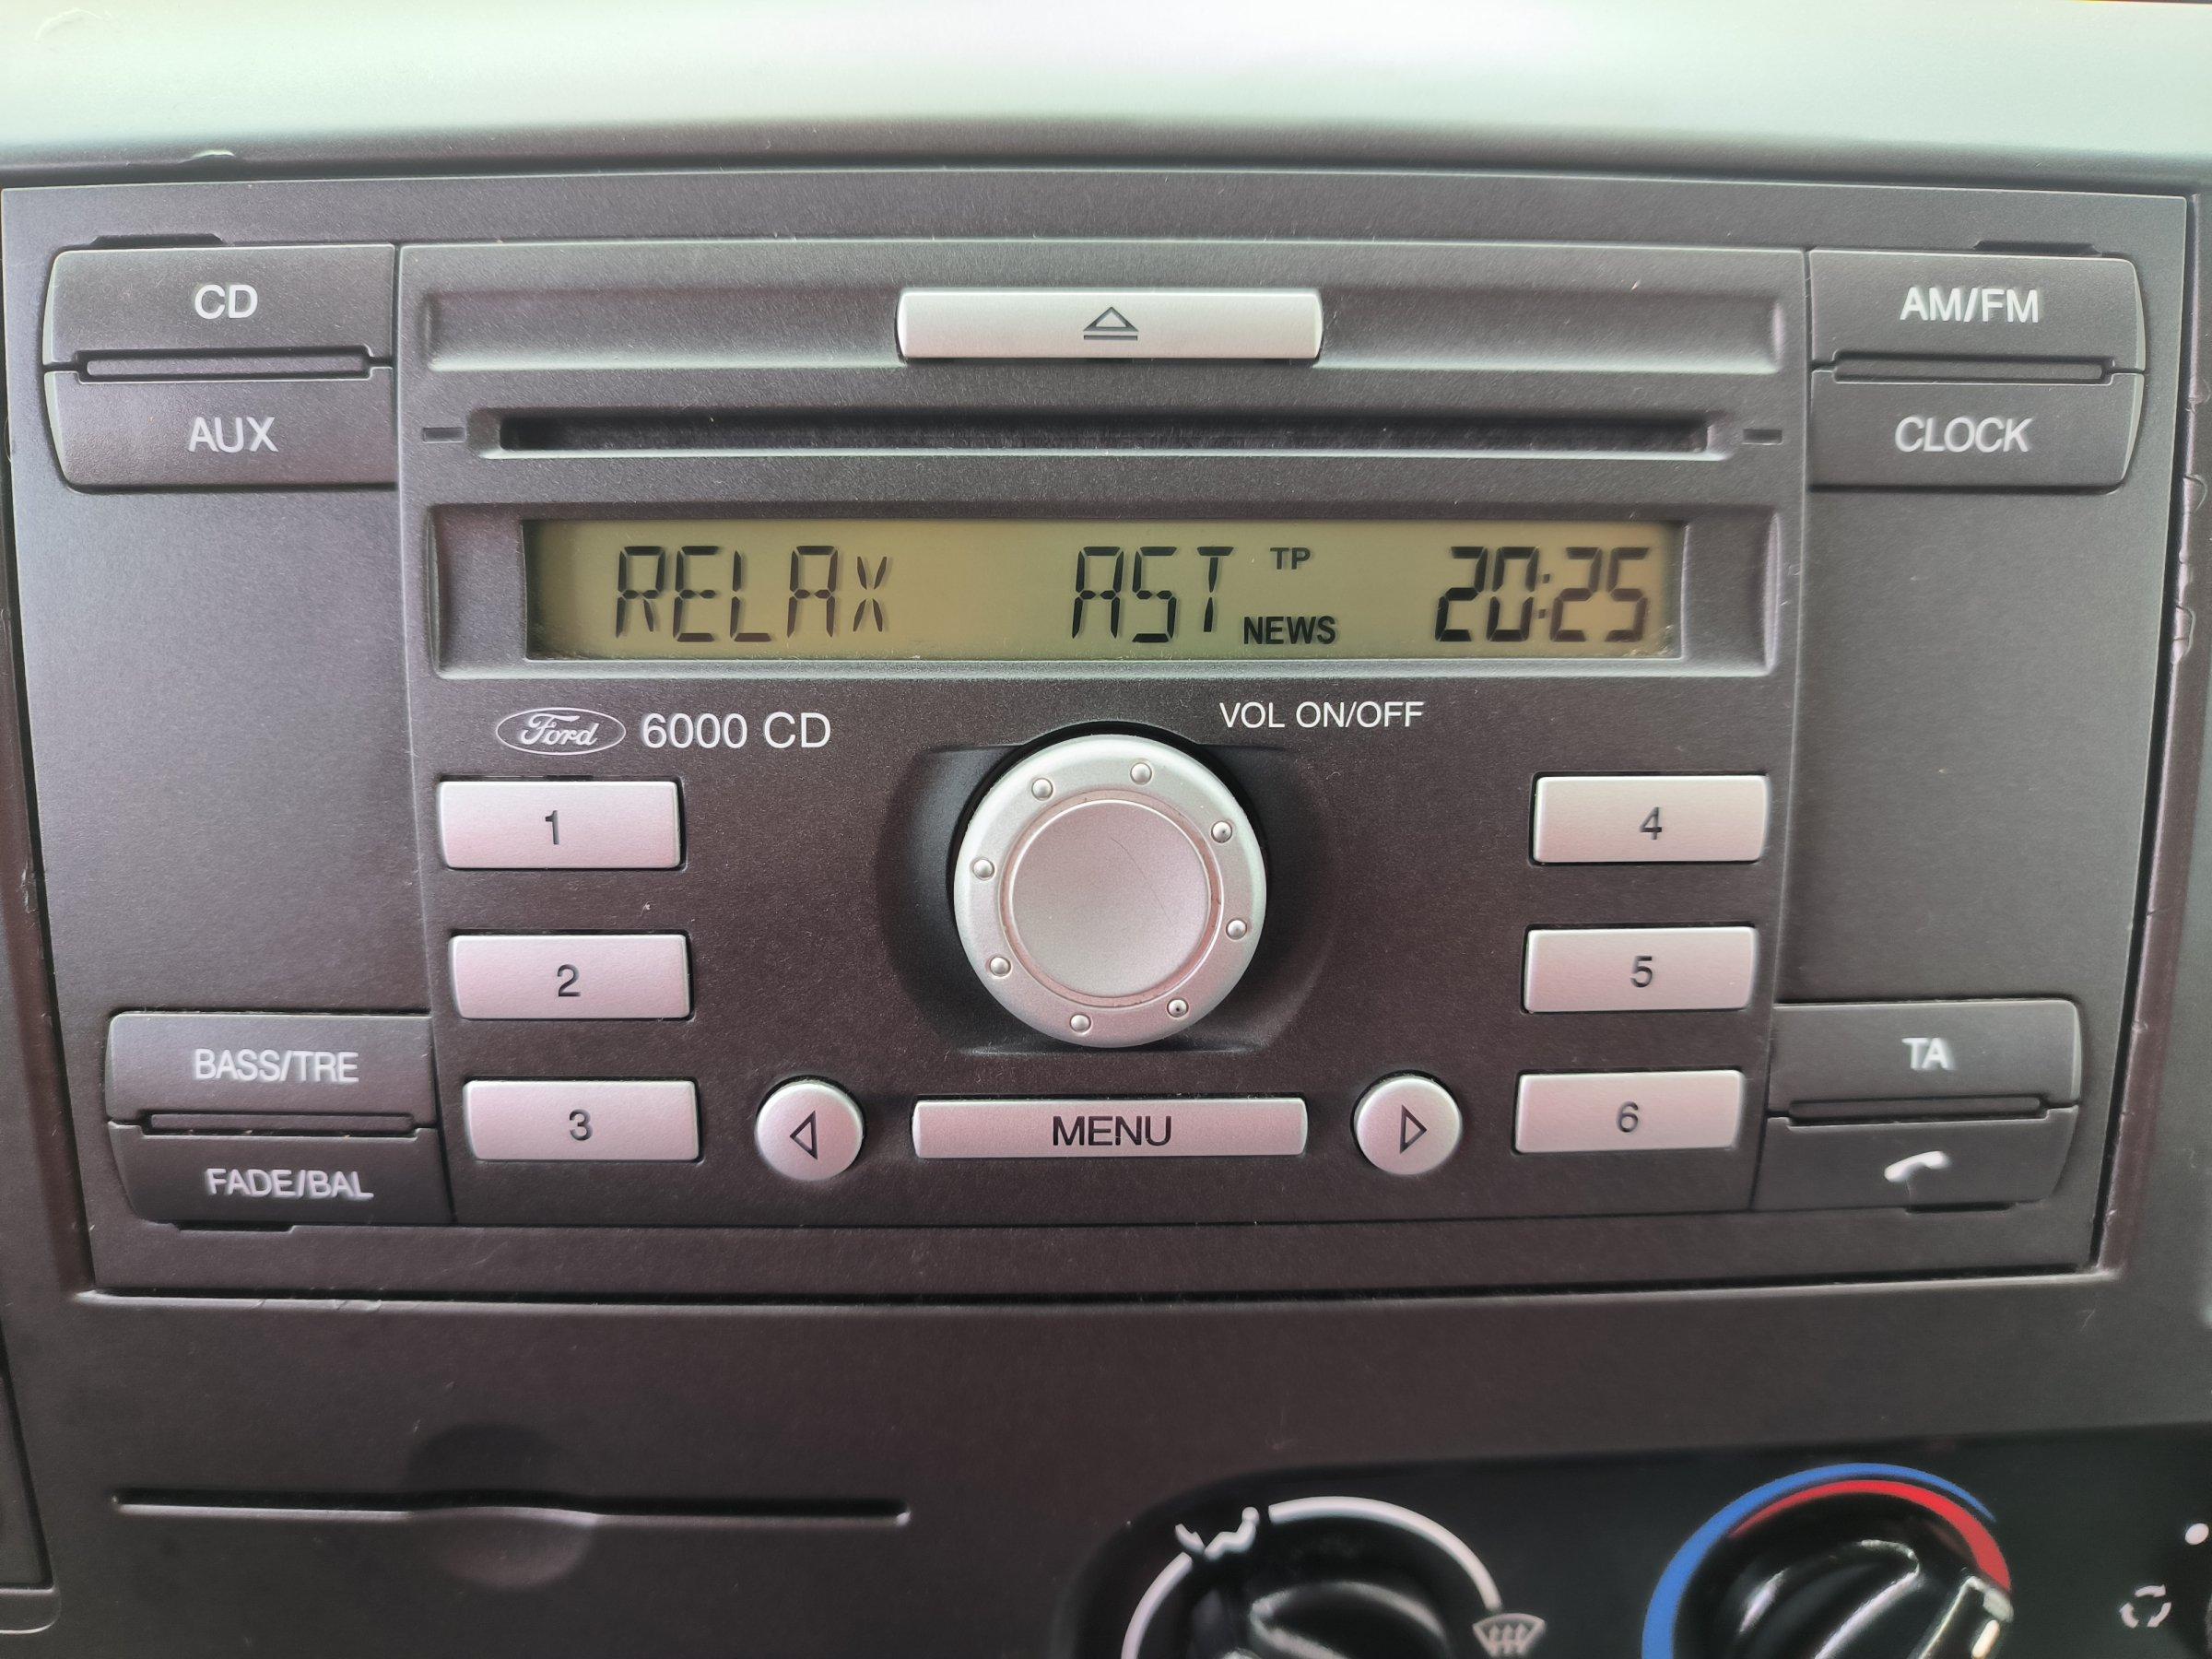 CD
AM/FM
AUX
CLOCK
RELAX AST TP NEWS 20:25
Ford 6000 CD
VOL ON/OFF
1
4
2
5
BASS/TRE
TA
3
MENU
6
FADE/BAL